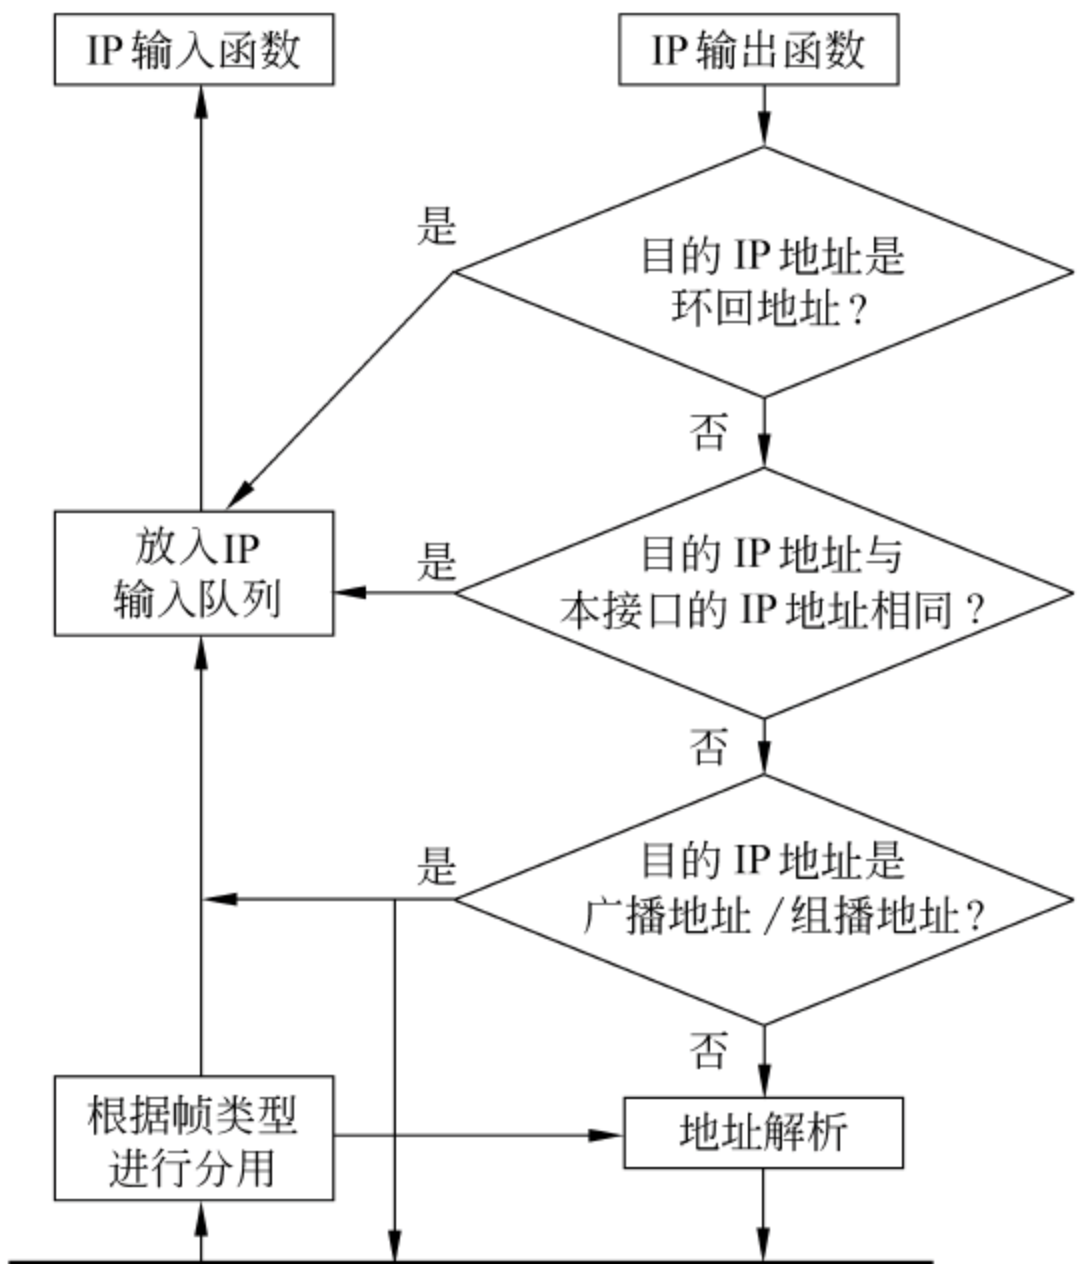 IP 输入函数
IP 输出函数
是
目的 IP 地址是
环回地址？
否
放入IP
输入队列
是
目的 IP 地址与
本接口的 IP 地址相同？
否
是
目的 IP 地址是
广播地址/组播地址？
否
根据帧类型
进行分用
地址解析